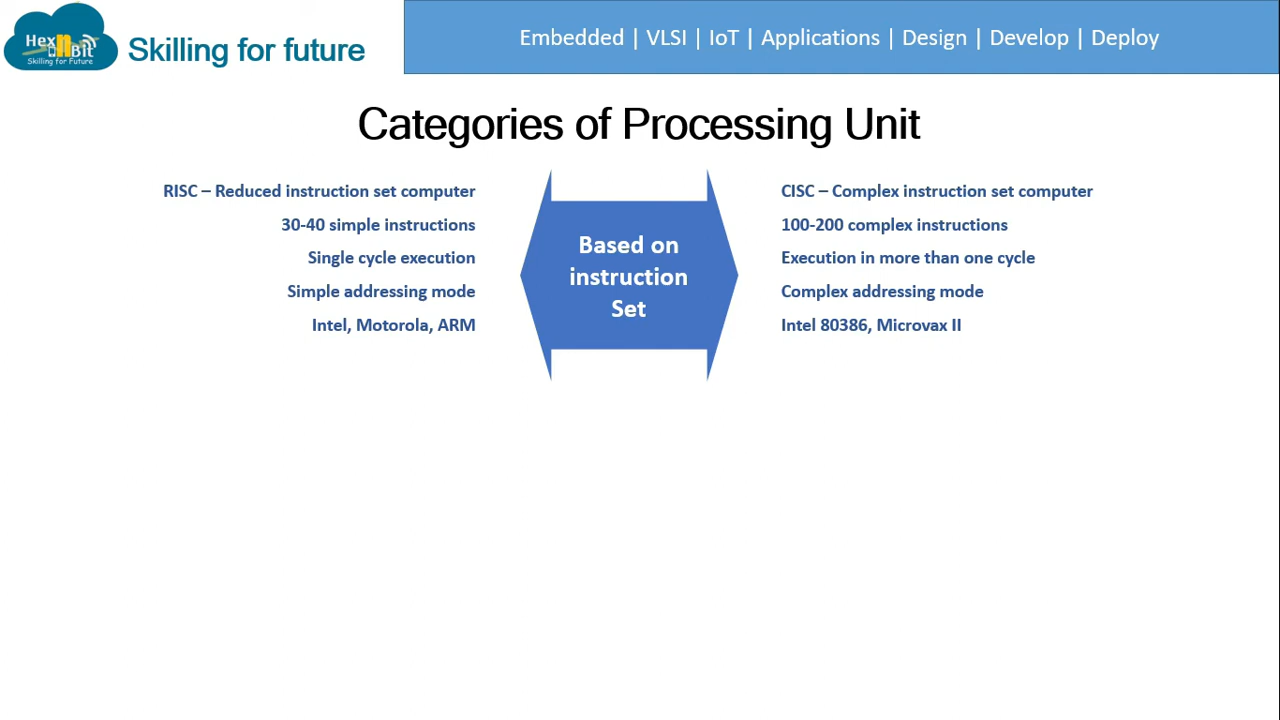 Hex n Bit
Skilling for Future
Skilling for future
Embedded | VLSI | IoT | Applications | Design | Develop | Deploy
Categories of Processing Unit
RISC – Reduced instruction set computer
30-40 simple instructions
Single cycle execution
Simple addressing mode
Intel, Motorola, ARM
Based on
instruction
Set
CISC – Complex instruction set computer
100-200 complex instructions
Execution in more than one cycle
Complex addressing mode
Intel 80386, Microvax II